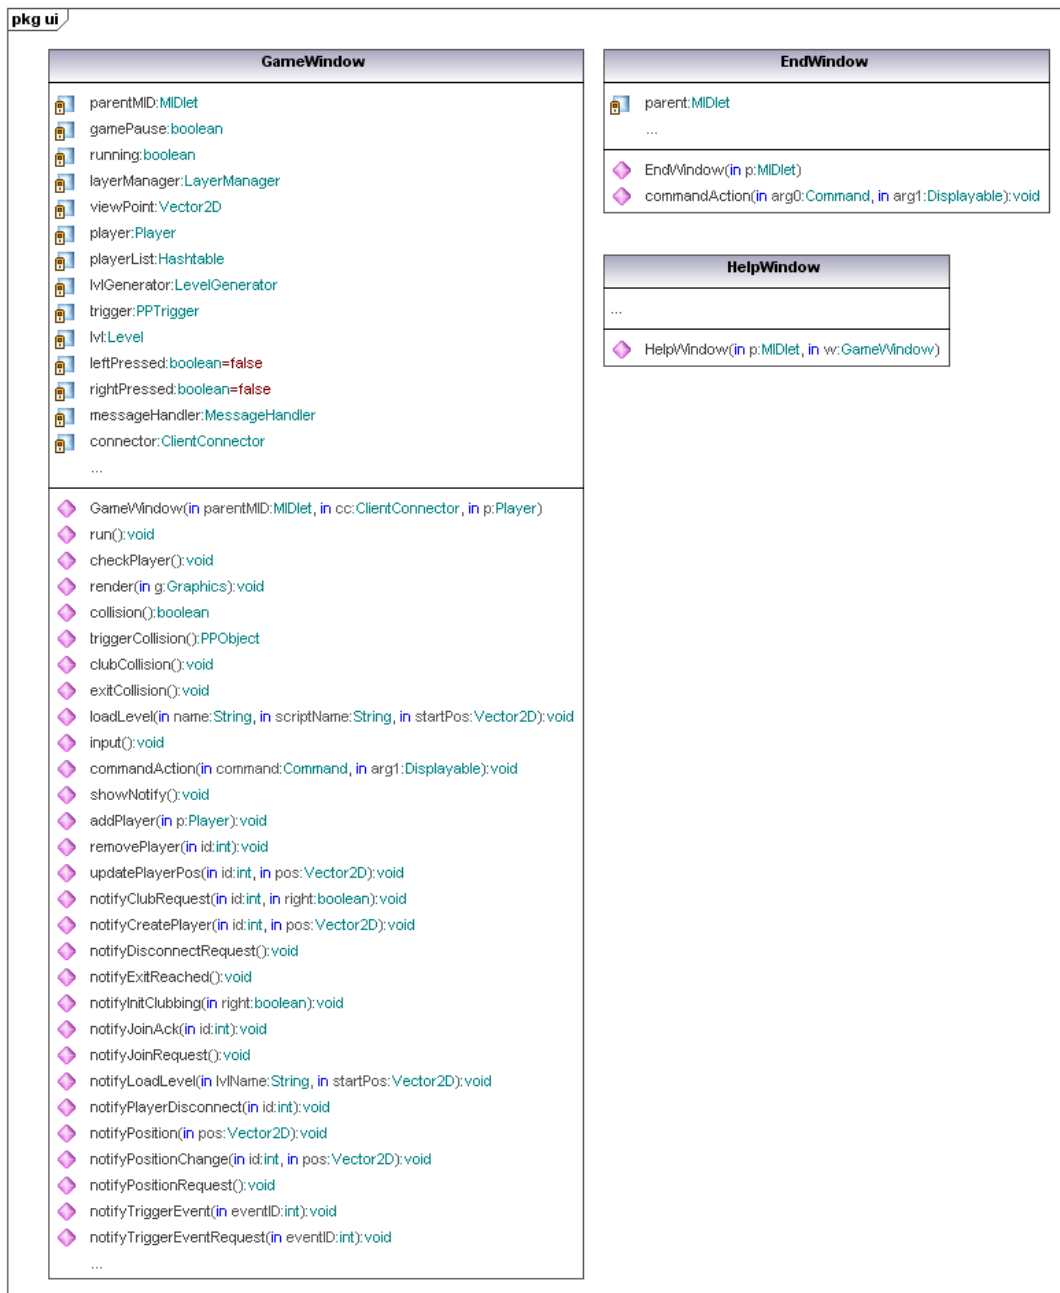 pkg ui
GameWindow
parentMID:MIDlet
gamePause:boolean
running:boolean
layerManager:LayerManager
viewPoint:Vector2D
player:Player
playerList:Hashtable
lvlGenerator:LevelGenerator
trigger:PPTrigger
lvl:Level
leftPressed:boolean=false
rightPressed:boolean=false
messageHandler:MessageHandler
connector:ClientConnector
...
GameWindow(in parentMID:MIDlet, in cc:ClientConnector, in p:Player)
run():void
checkPlayer():void
render(in g:Graphics):void
collision():boolean
triggerCollision():PPObject
clubCollision():void
exitCollision():void
loadLevel(in name:String, in scriptName:String, in startPos:Vector2D):void
input():void
commandAction(in command:Command, in arg1:Displayable):void
showNotify():void
addPlayer(in p:Player):void
removePlayer(in id:int):void
updatePlayerPos(in id:int, in pos:Vector2D):void
notifyClubRequest(in id:int, in right:boolean):void
notifyCreatePlayer(in id:int, in pos:Vector2D):void
notifyDisconnectRequest():void
notifyExitReached():void
notifyInitClubbing(in right:boolean):void
notifyJoinAck(in id:int):void
notifyJoinRequest():void
notifyLoadLevel(in lvlName:String, in startPos:Vector2D):void
notifyPlayerDisconnect(in id:int):void
notifyPosition(in pos:Vector2D):void
notifyPositionChange(in id:int, in pos:Vector2D):void
notifyPositionRequest():void
notifyTriggerEvent(in eventID:int):void
notifyTriggerEventRequest(in eventID:int):void
...
EndWindow
parent:MIDlet
...
EndWindow(in p:MIDlet)
commandAction(in arg0:Command, in arg1:Displayable):void
HelpWindow
...
HelpWindow(in p:MIDlet, in w:GameWindow)